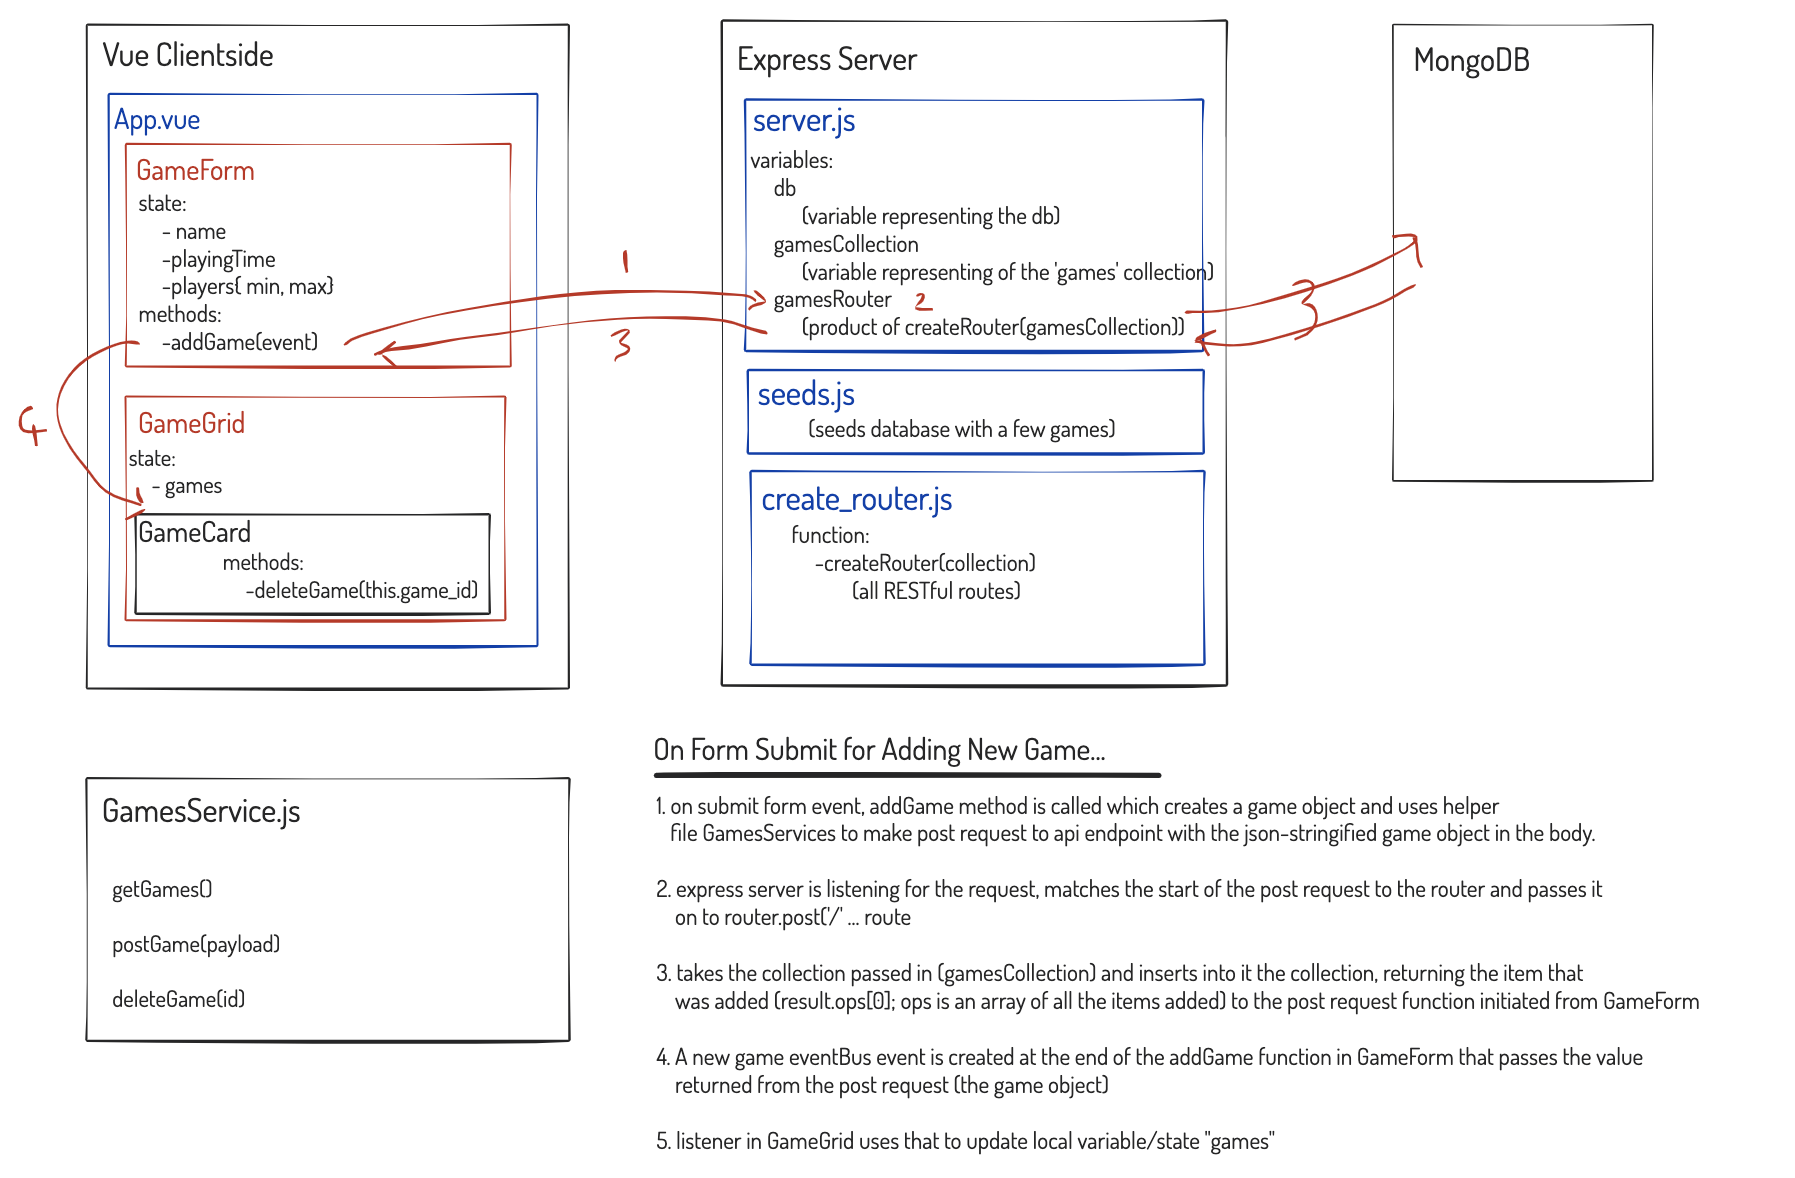 Vue Clientside
App.vue
GameForm
state:
- name
-playingTime
-players{ min, max}
methods:
-addGame(event)
GameGrid
state:
- games
GameCard
methods:
-deleteGame(this.game_id)
4
1
3
Express Server
server.js
variables:
db
(variable representing the db)
gamesCollection
(variable representing of the 'games' collection)
gamesRouter 2
(product of createRouter(gamesCollection))
seeds.js
(seeds database with a few games)
create_router.js
function:
-createRouter(collection)
(all RESTful routes)
3
3
MongoDB
GamesService.js
getGames()
postGame(payload)
deleteGame(id)
On Form Submit for Adding New Game...
1. on submit form event, addGame method is called which creates a game object and uses helper
file GamesServices to make post request to api endpoint with the json-stringified game object in the body.
2. express server is listening for the request, matches the start of the post request to the router and passes it
on to router.post('/' ... route
3. takes the collection passed in (gamesCollection) and inserts into it the collection, returning the item that
was added (result.ops[0]; ops is an array of all the items added) to the post request function initiated from GameForm
4. A new game eventBus event is created at the end of the addGame function in GameForm that passes the value
returned from the post request (the game object)
5. listener in GameGrid uses that to update local variable/state "games"